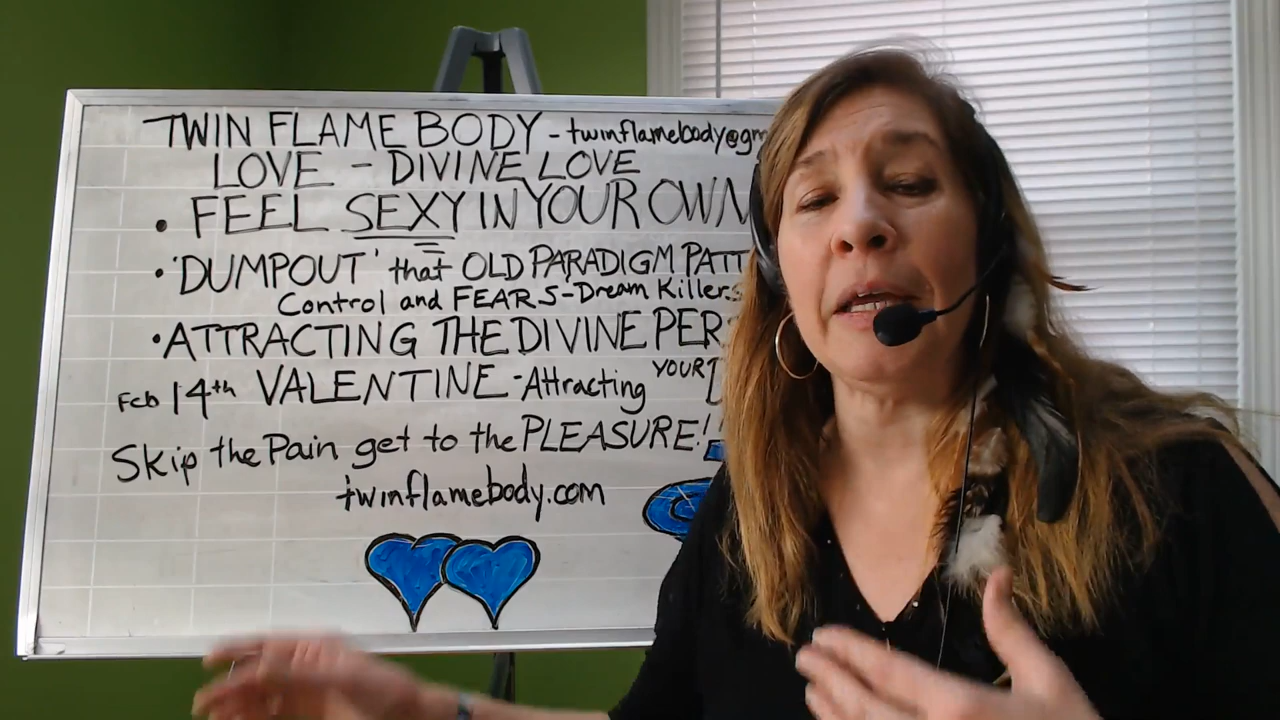 TWIN FLAME BODY - twinflamebody@gm
LOVE - DIVINE LOVE
• FEEL SEXY IN YOUR OWN
• 'DUMPOUT' that OLD PARADIGM PATT
Control and FEARS - Dream Killers
• ATTRACTING THE DIVINE PER
Feb 14th VALENTINE - Attracting YOUR
Skip the Pain get to the PLEASURE!!
twinflamebody.com